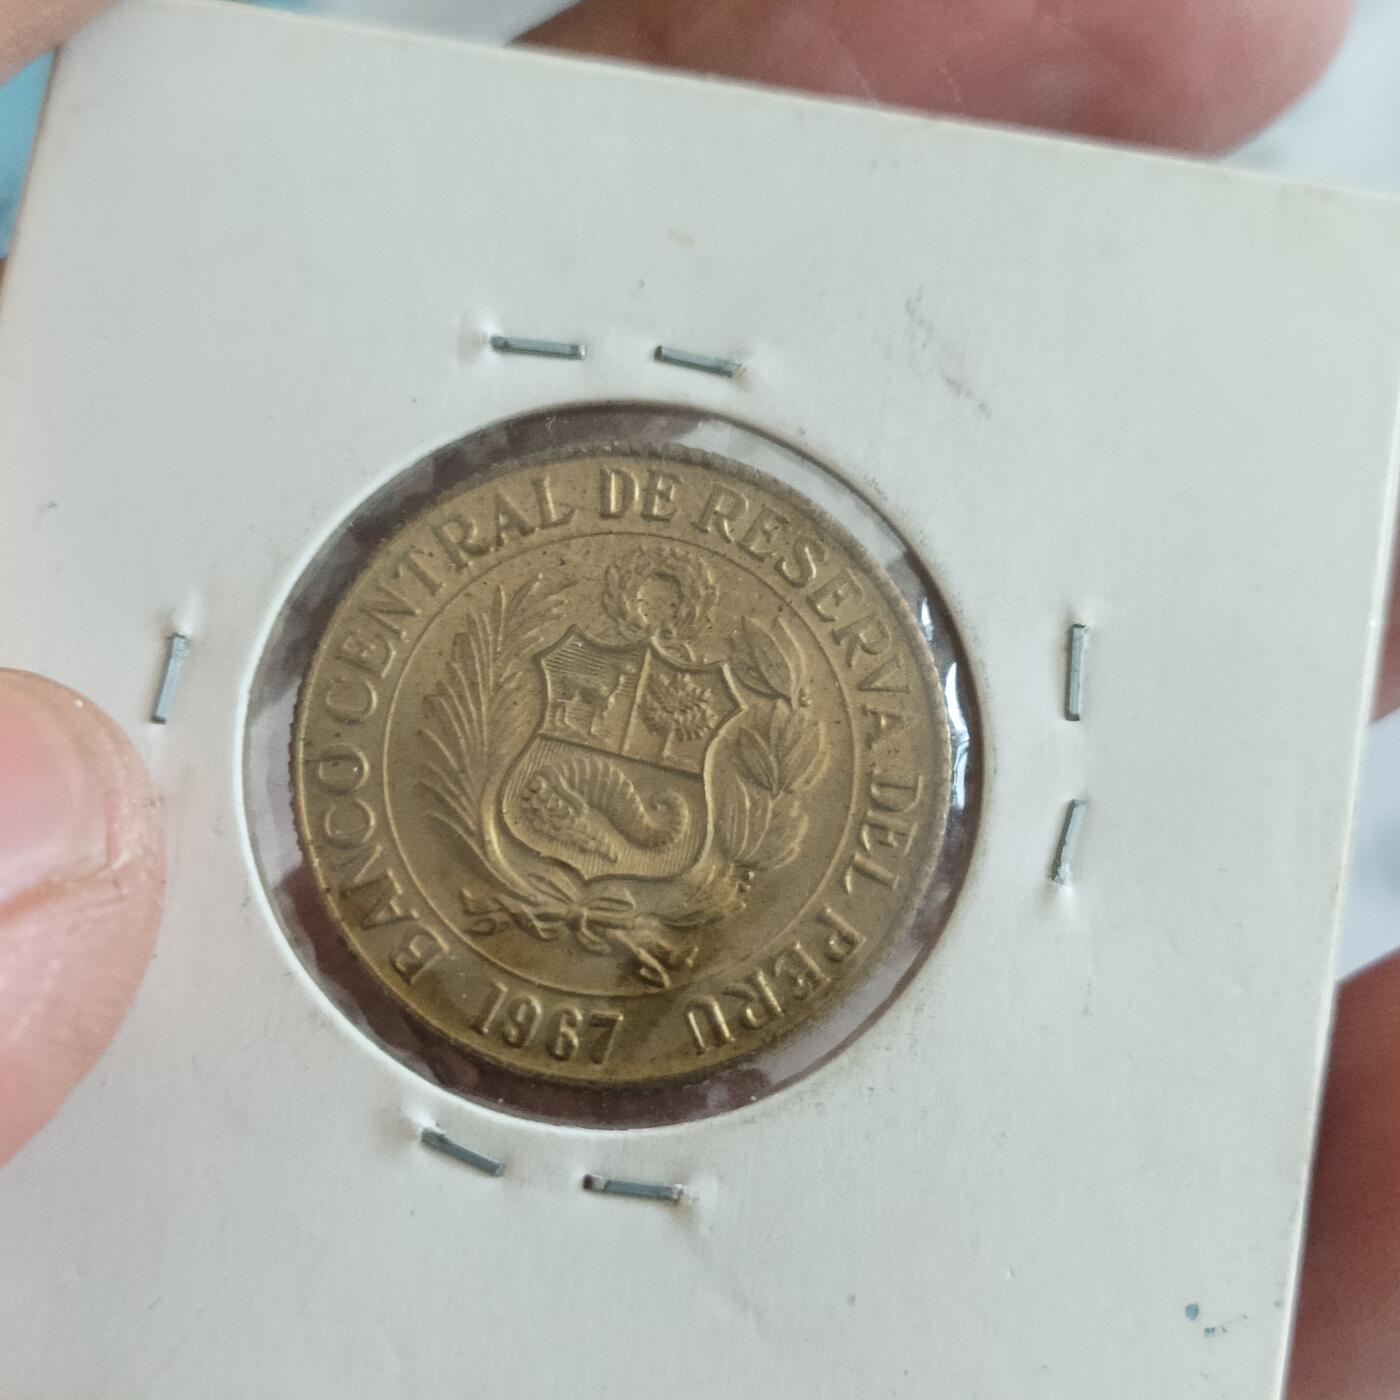 BANCO CENTRAL DE RESERVA DEL PERU
1967